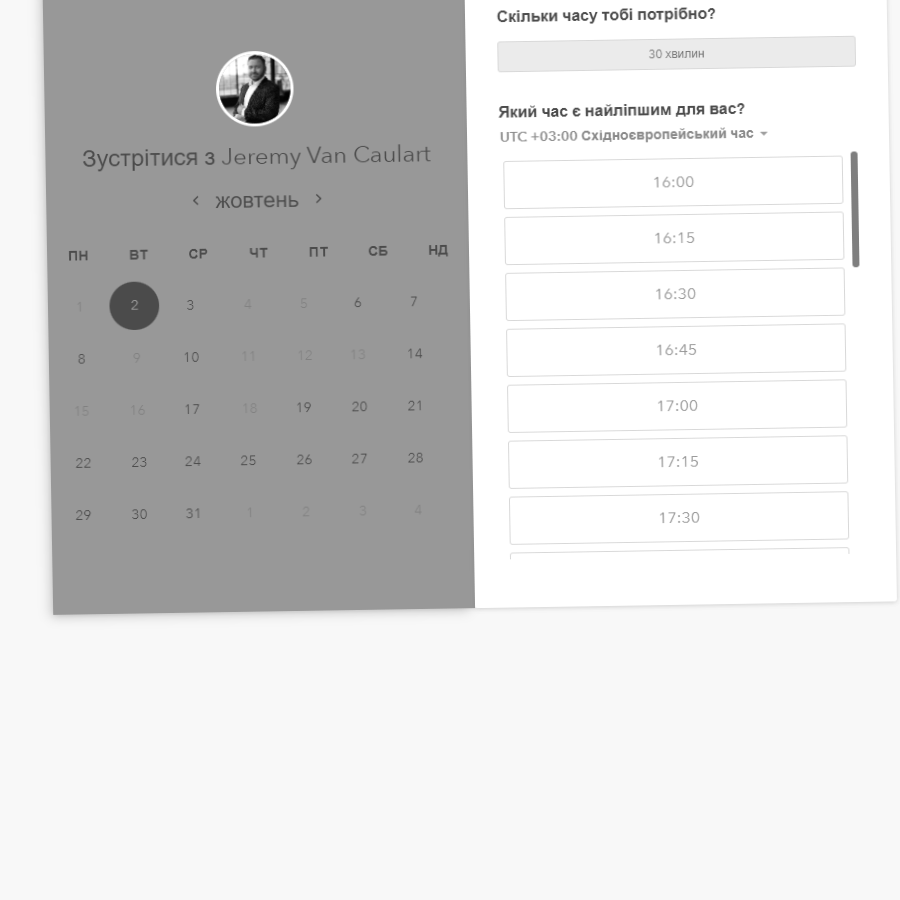 Зустрітися з Jeremy Van Caulart
‹ жовтень ›
ПН ВТ СР ЧТ ПТ СБ НД
1 2 3 4 5 6 7
8 9 10 11 12 13 14
15 16 17 18 19 20 21
22 23 24 25 26 27 28
29 30 31 1 2 3 4
Скільки часу тобі потрібно?
30 хвилин
Який час є найліпшим для вас?
UTC +03:00 Східноєвропейський час
16:00
16:15
16:30
16:45
17:00
17:15
17:30